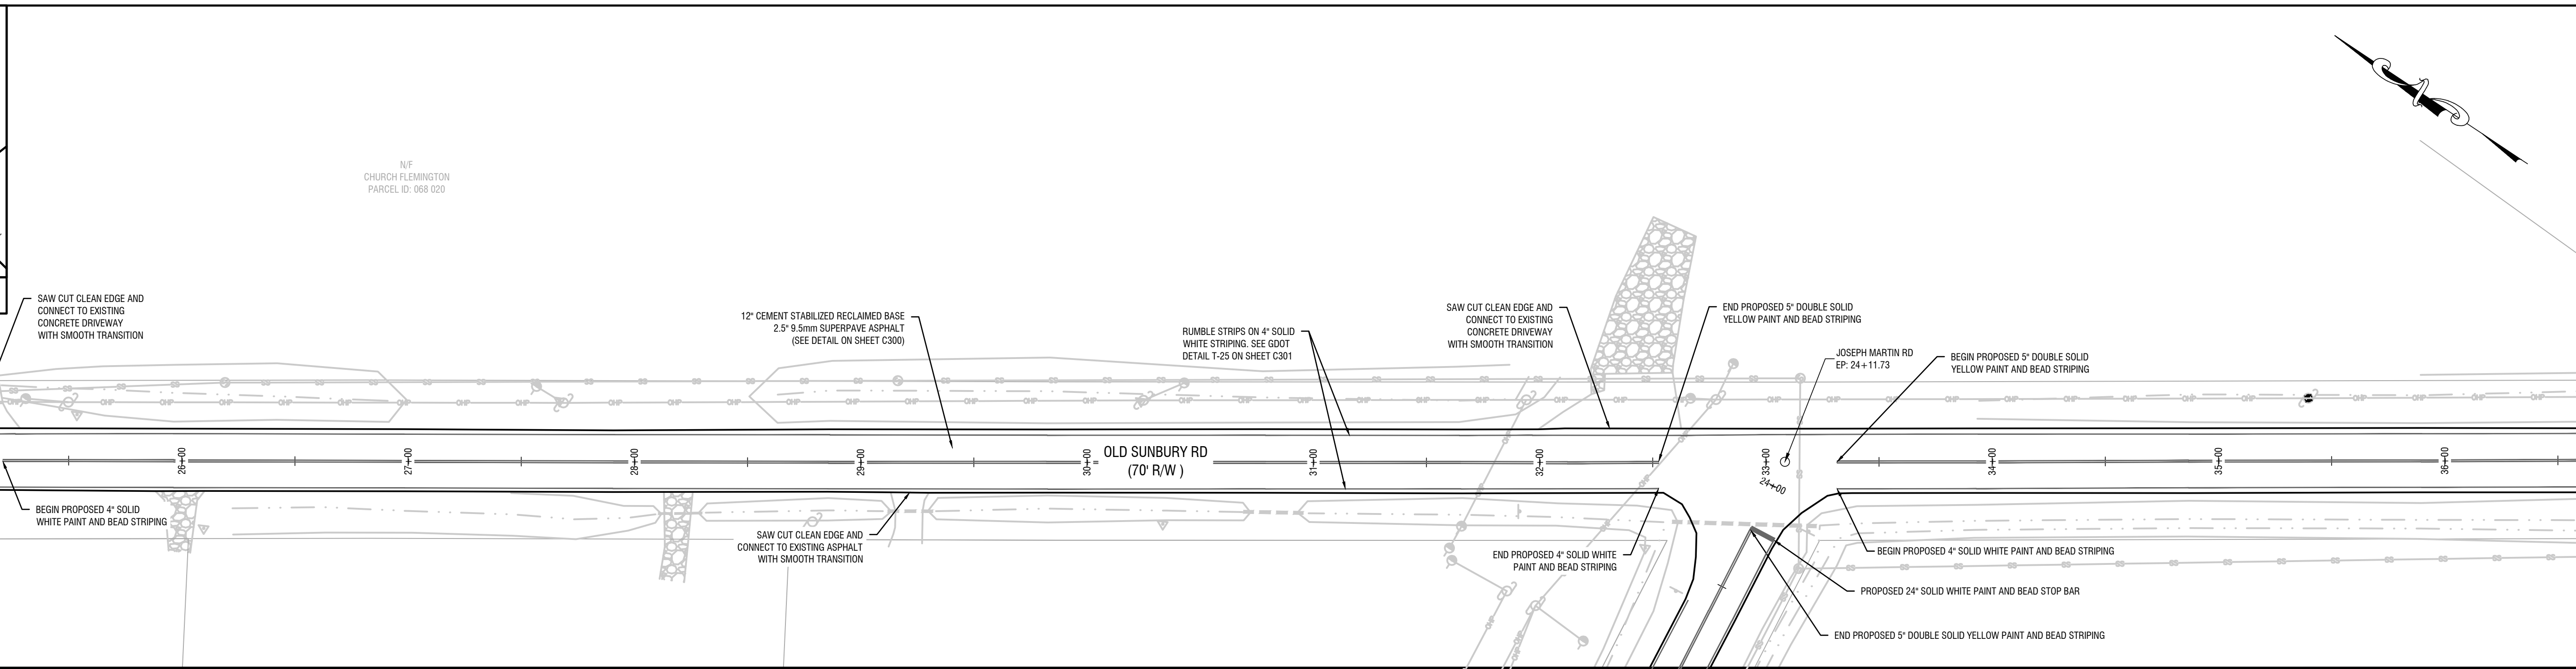 N/F
CHURCH FLEMINGTON
PARCEL ID: 068 020
SAW CUT CLEAN EDGE AND
CONNECT TO EXISTING
CONCRETE DRIVEWAY
WITH SMOOTH TRANSITION
12" CEMENT STABILIZED RECLAIMED BASE
2.5" 9.5mm SUPERPAVE ASPHALT
(SEE DETAIL ON SHEET C300)
RUMBLE STRIPS ON 4" SOLID
WHITE STRIPING. SEE GDOT
DETAIL T-25 ON SHEET C301
SAW CUT CLEAN EDGE AND
CONNECT TO EXISTING
CONCRETE DRIVEWAY
WITH SMOOTH TRANSITION
END PROPOSED 5" DOUBLE SOLID
YELLOW PAINT AND BEAD STRIPING
JOSEPH MARTIN RD
EP: 24+11.73
BEGIN PROPOSED 5" DOUBLE SOLID
YELLOW PAINT AND BEAD STRIPING
26+00
27+00
28+00
29+00
30+00
OLD SUNBURY RD
(70' R/W )
31+00
32+00
33+00
24+00
34+00
35+00
36+00
BEGIN PROPOSED 4" SOLID
WHITE PAINT AND BEAD STRIPING
SAW CUT CLEAN EDGE AND
CONNECT TO EXISTING ASPHALT
WITH SMOOTH TRANSITION
END PROPOSED 4" SOLID WHITE
PAINT AND BEAD STRIPING
BEGIN PROPOSED 4" SOLID WHITE PAINT AND BEAD STRIPING
PROPOSED 24" SOLID WHITE PAINT AND BEAD STOP BAR
END PROPOSED 5" DOUBLE SOLID YELLOW PAINT AND BEAD STRIPING